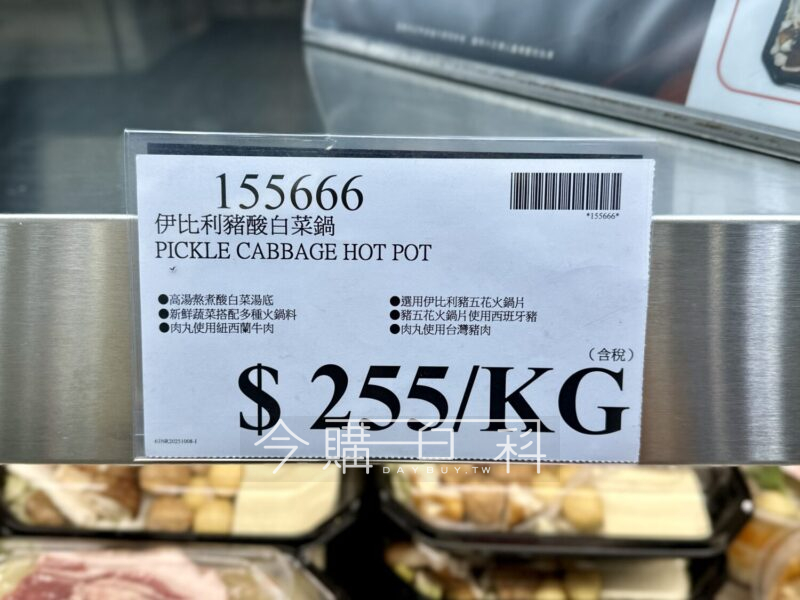 155666
*155666*
伊比利豬酸白菜鍋
PICKLE CABBAGE HOT POT
●高湯熬煮酸白菜湯底
●新鮮蔬菜搭配多種火鍋料
●肉丸使用紐西蘭牛肉
●選用伊比利豬五花火鍋片
●豬五花火鍋片使用西班牙豬
●肉丸使用台灣豬肉
(含稅)
$ 255/KG
今購百科
DAYBUY.TW